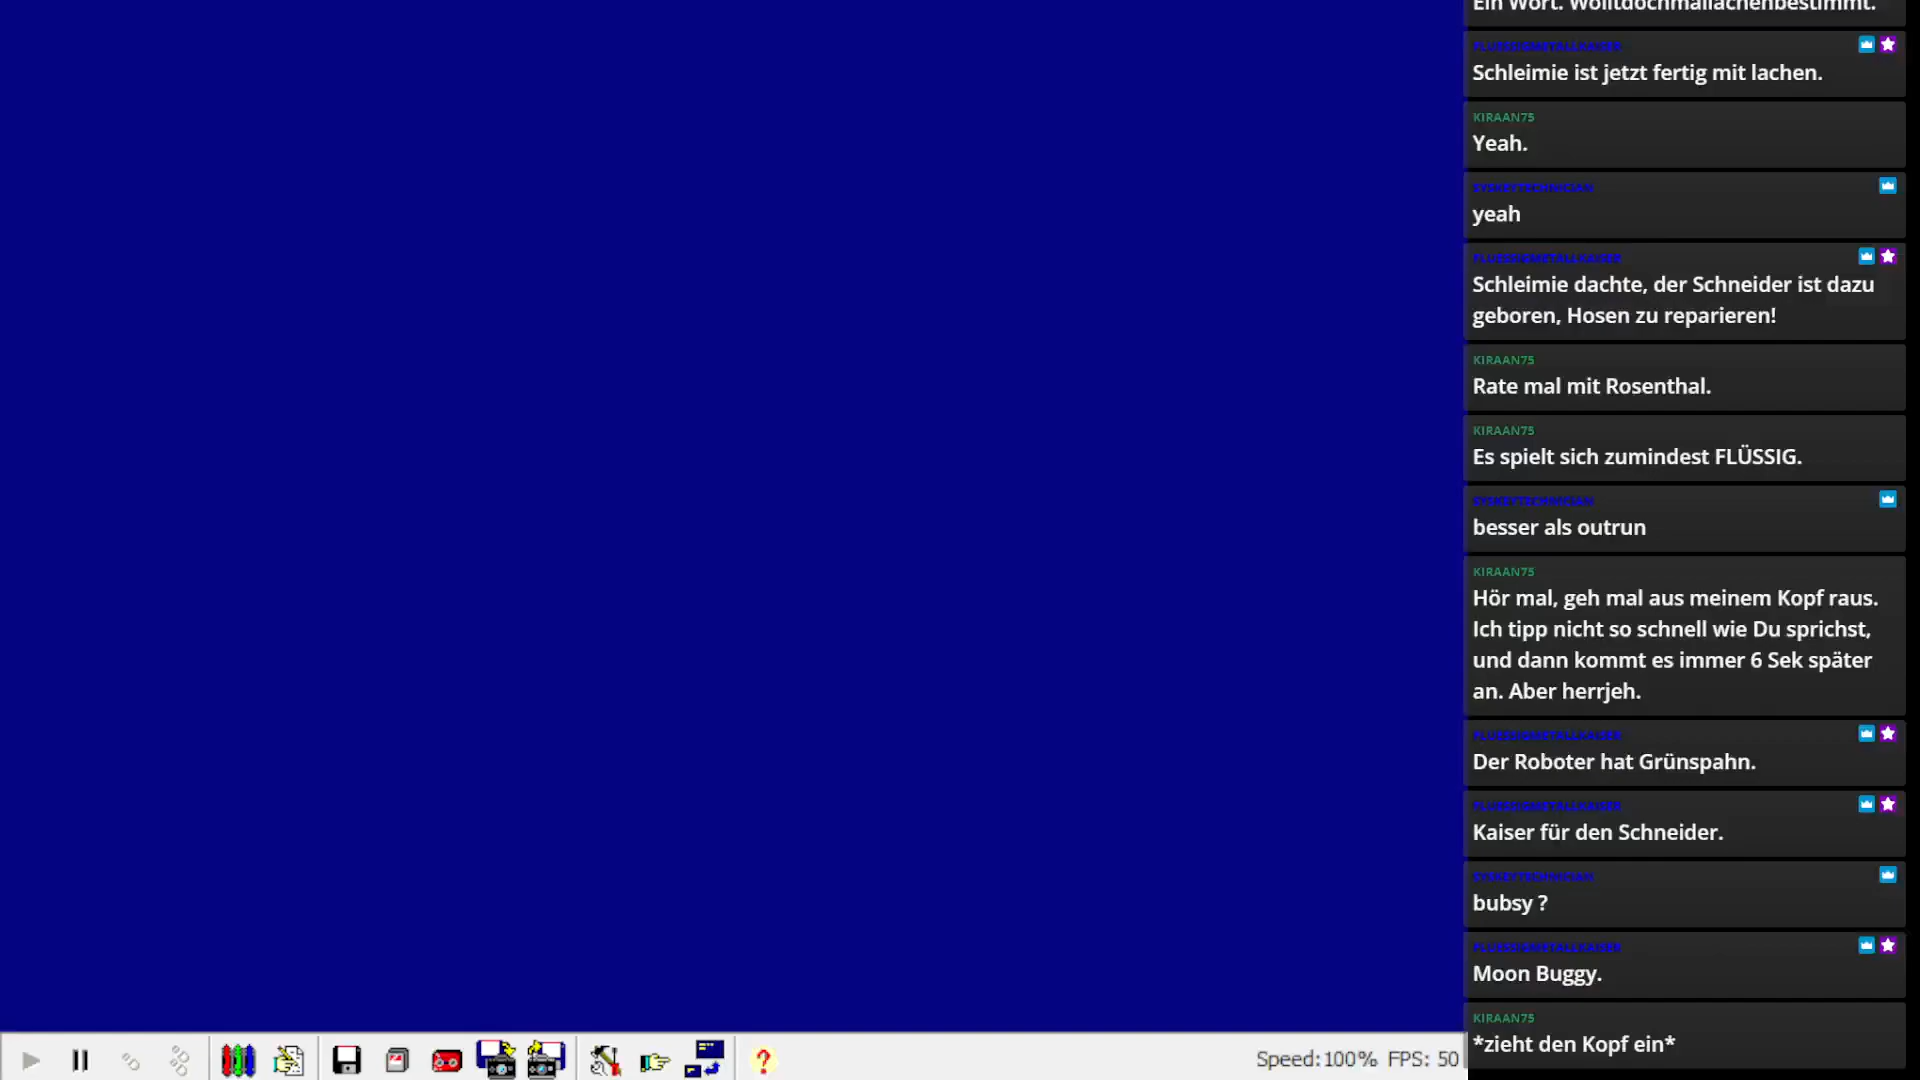 Ein Wort. Wolltdochmallachenbestimmt.
Schleimie ist jetzt fertig mit lachen.
KIRAAN75
Yeah.
yeah
Schleimie dachte, der Schneider ist dazu
geboren, Hosen zu reparieren!
KIRAAN75
Rate mal mit Rosenthal.
KIRAAN75
Es spielt sich zumindest FLÜSSIG.
besser als outrun
KIRAAN75
Hör mal, geh mal aus meinem Kopf raus.
Ich tipp nicht so schnell wie Du sprichst,
und dann kommt es immer 6 Sek später
an. Aber herrjeh.
Der Roboter hat Grünspahn.
Kaiser für den Schneider.
bubsy ?
Moon Buggy.
KIRAAN75
*zieht den Kopf ein*
Speed:100% FPS: 50